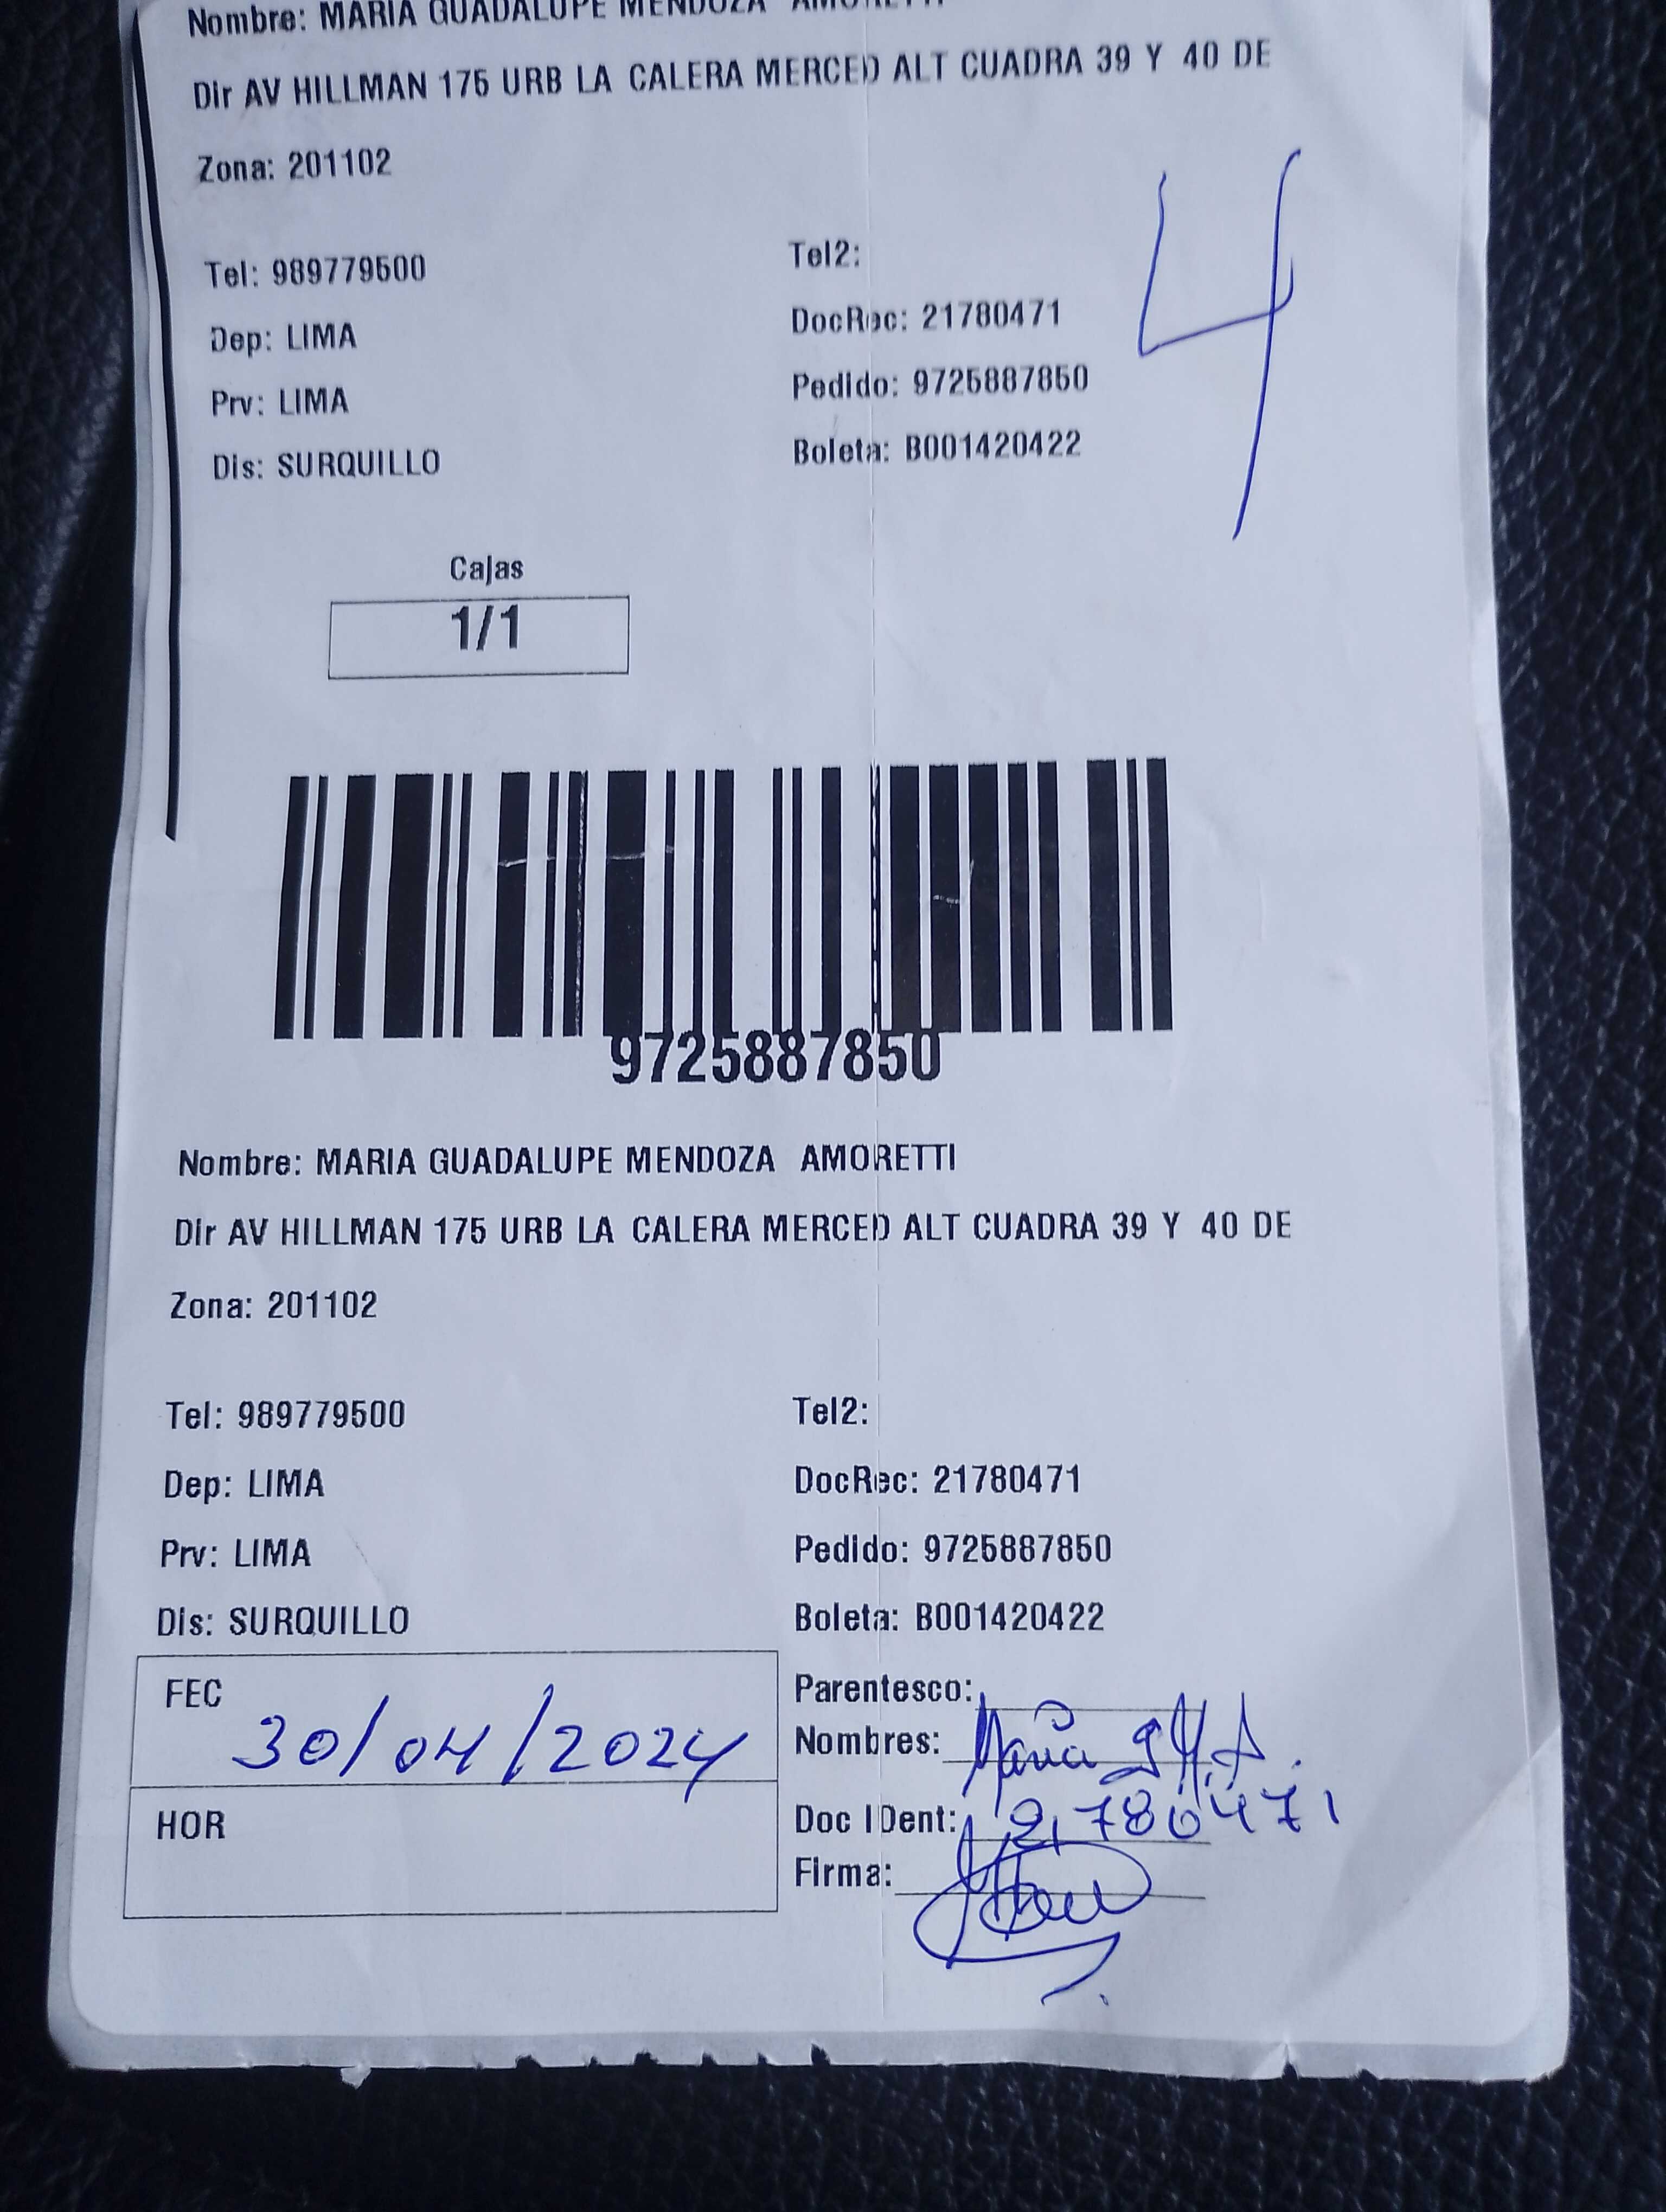 Nombre: MARIA GUADALUPE MENDOZA AMORETTI
Dir AV HILLMAN 175 URB LA CALERA MERCED ALT CUADRA 39 Y 40 DE
Zona: 201102
4
Tel: 989779500
Tel2:
Dep: LIMA
DocRec: 21780471
Prv: LIMA
Pedido: 9725887850
Dis: SURQUILLO
Boleta: B001420422
Cajas
1/1
9725887850
Nombre: MARIA GUADALUPE MENDOZA AMORETTI
Dir AV HILLMAN 175 URB LA CALERA MERCED ALT CUADRA 39 Y 40 DE
Zona: 201102
Tel: 989779500
Tel2:
Dep: LIMA
DocRec: 21780471
Prv: LIMA
Pedido: 9725887850
Dis: SURQUILLO
Boleta: B001420422
FEC 30/04/2024
Parentesco:
Nombres: Maria G M A.
HOR
Doc IDent: 21780471
Firma: